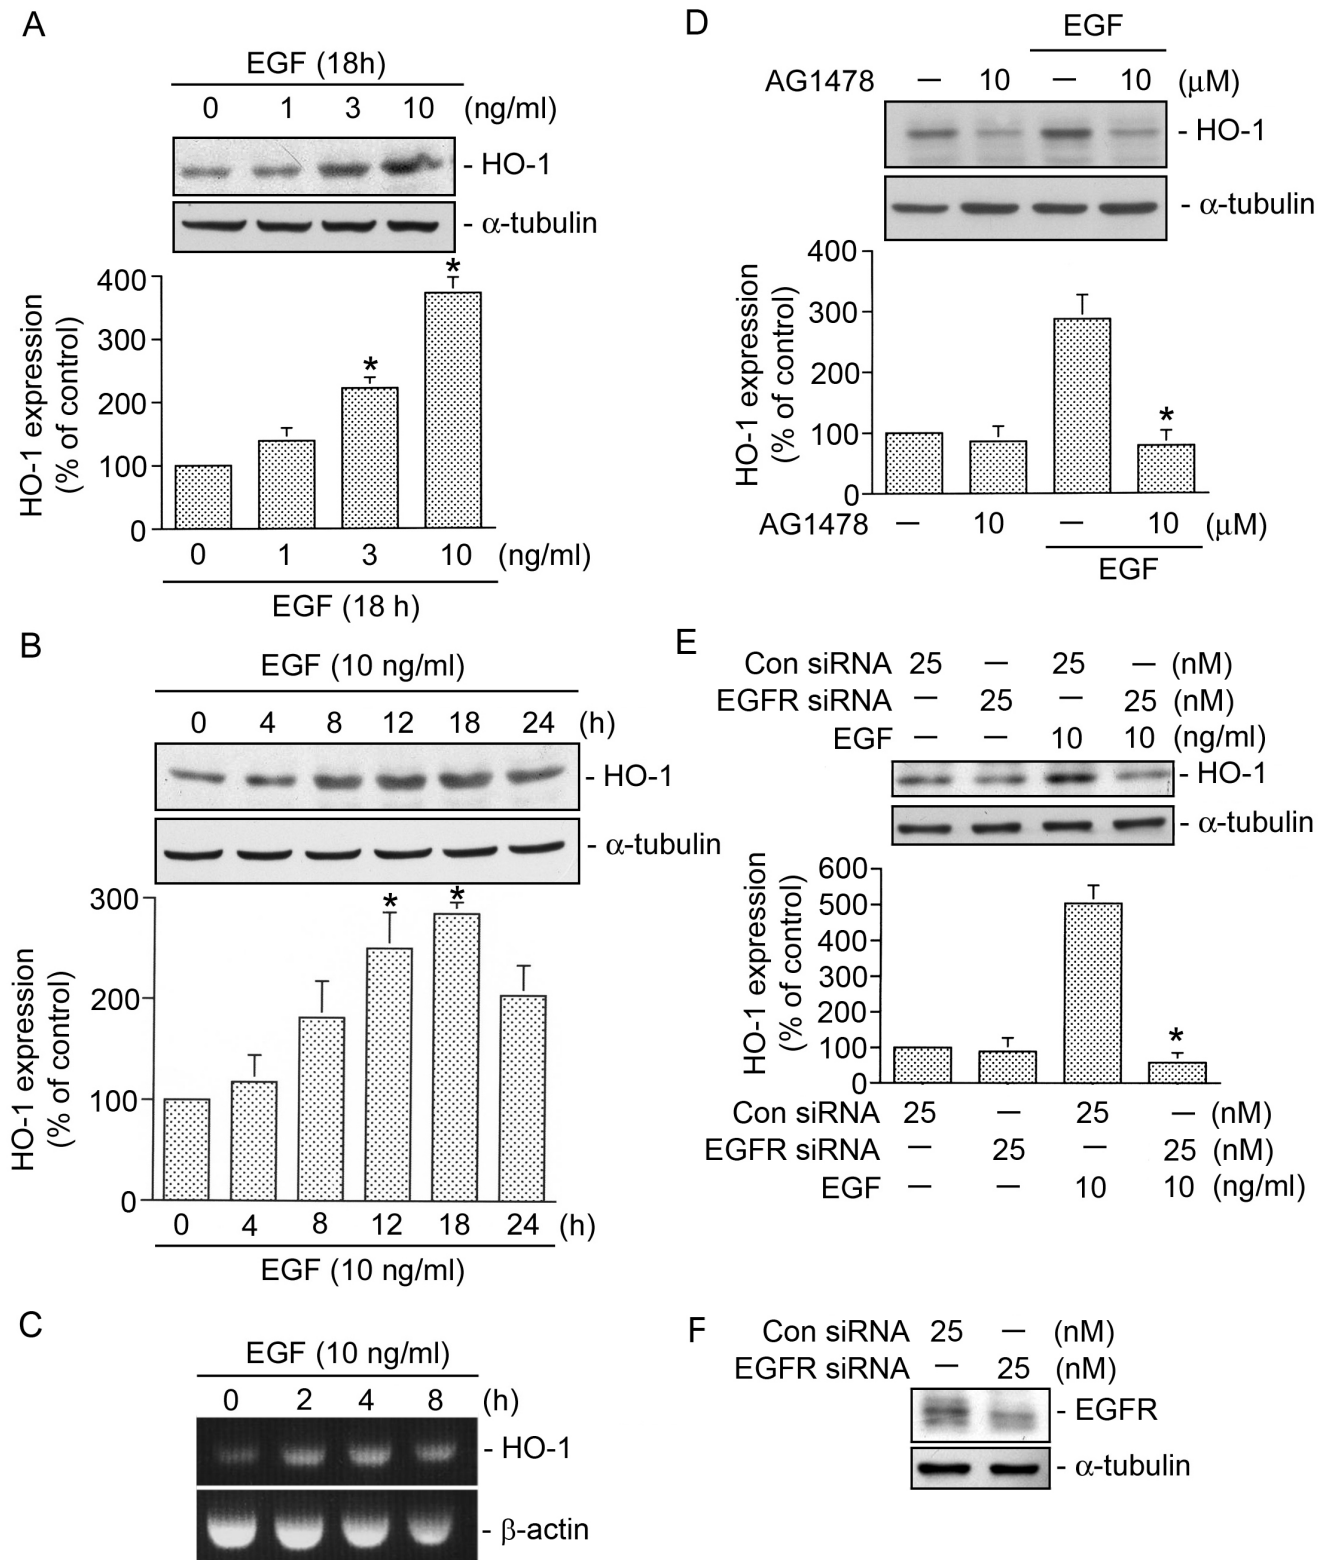 A
EGF (18h)
0 1 3 10 (ng/ml)
- HO-1
- α-tubulin
HO-1 expression
(% of control)
400
300
200
100
0
*
*
0 1 3 10 (ng/ml)
EGF (18 h)
B
EGF (10 ng/ml)
0 4 8 12 18 24 (h)
- HO-1
- α-tubulin
HO-1 expression
(% of control)
300
200
100
0
* *
0 4 8 12 18 24 (h)
EGF (10 ng/ml)
C
EGF (10 ng/ml)
0 2 4 8 (h)
- HO-1
- β-actin
D
EGF
AG1478 — 10 — 10 (μM)
- HO-1
- α-tubulin
HO-1 expression
(% of control)
400
300
200
100
0
*
AG1478 — 10 — 10 (μM)
EGF
E
Con siRNA 25 — 25 — (nM)
EGFR siRNA — 25 — 25 (nM)
EGF — — 10 10 (ng/ml)
- HO-1
- α-tubulin
HO-1 expression
(% of control)
600
500
400
300
200
100
0
*
Con siRNA 25 — 25 — (nM)
EGFR siRNA — 25 — 25 (nM)
EGF — — 10 10 (ng/ml)
F
Con siRNA 25 — (nM)
EGFR siRNA — 25 (nM)
- EGFR
- α-tubulin